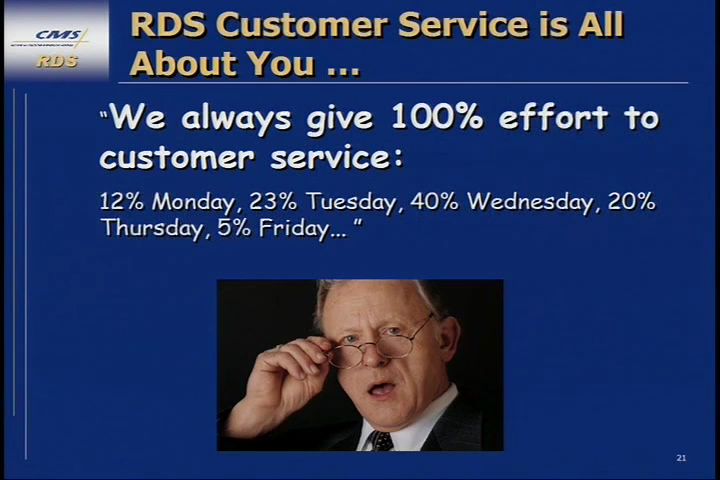 CMS
RDS
RDS Customer Service is All
About You ...
“We always give 100% effort to
customer service:
12% Monday, 23% Tuesday, 40% Wednesday, 20%
Thursday, 5% Friday... ”
21